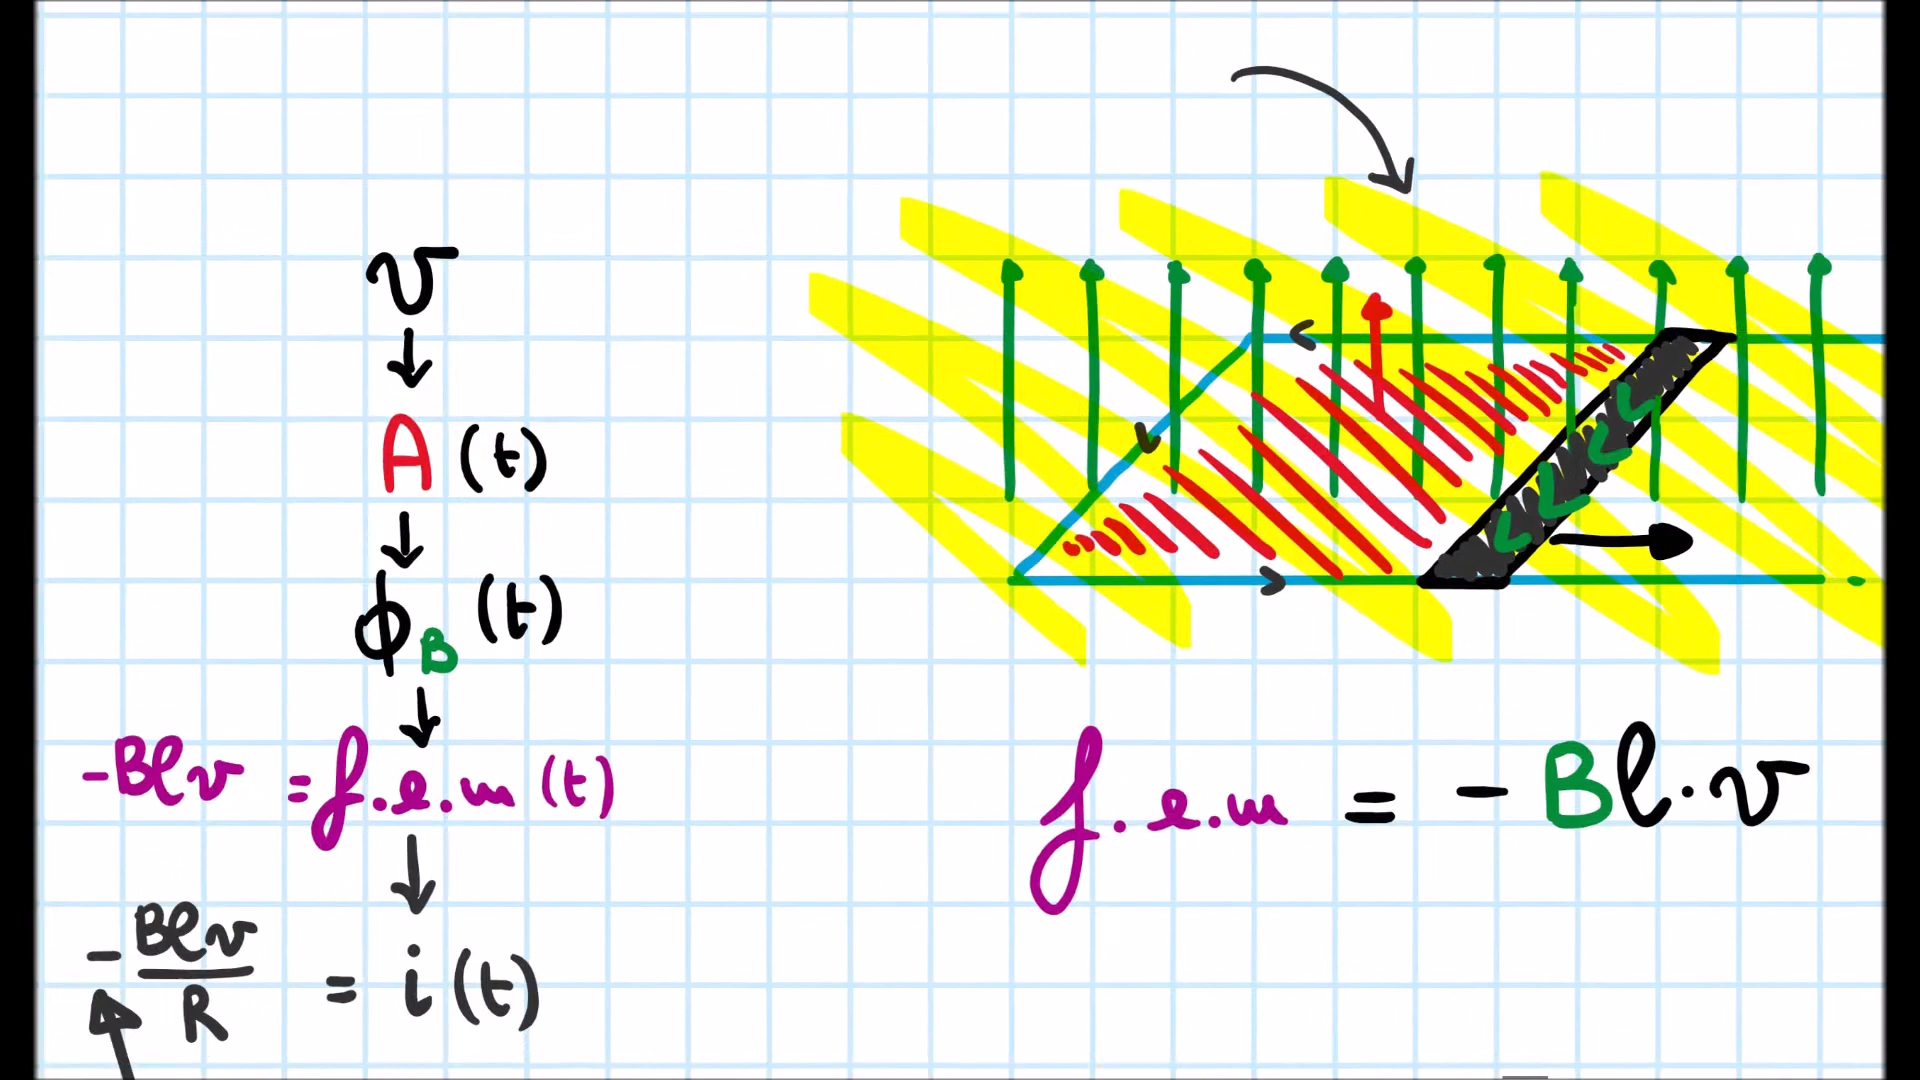 v
A (t)
ϕB (t)
-Blv = f.e.m (t)
f.e.m = - Bl·v
- Blv/R = i (t)